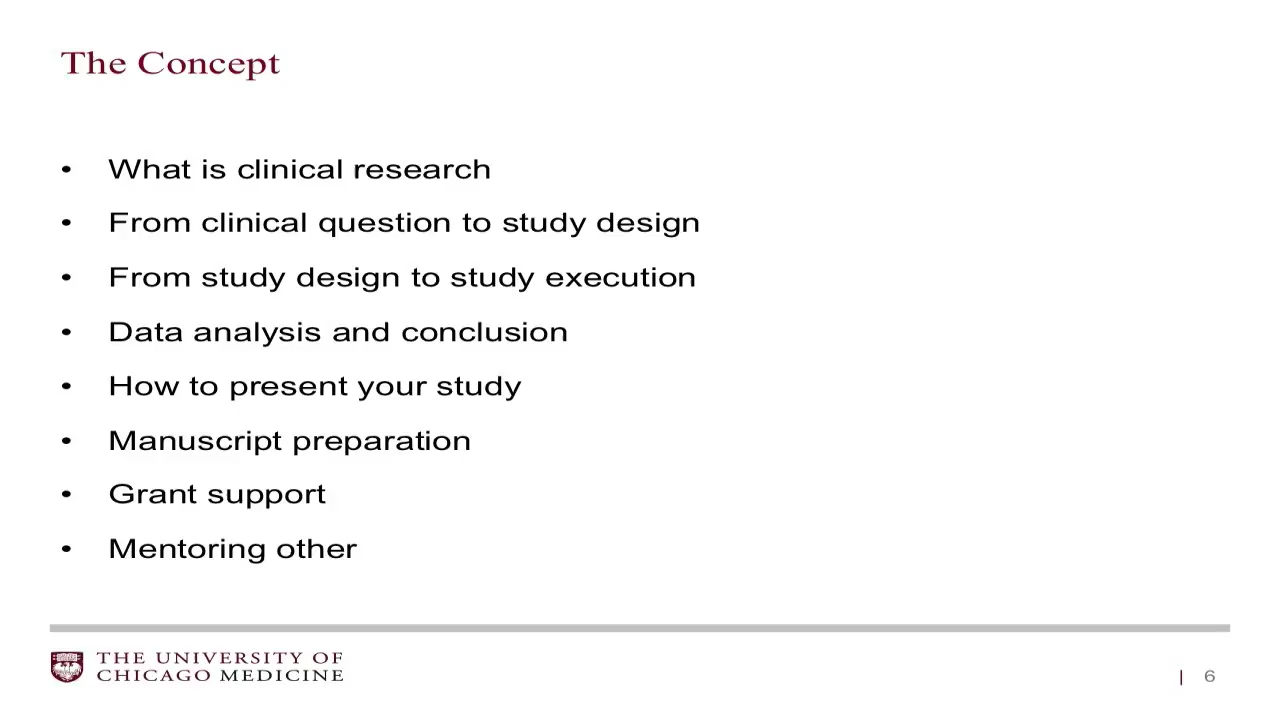 The Concept
• What is clinical research
• From clinical question to study design
• From study design to study execution
• Data analysis and conclusion
• How to present your study
• Manuscript preparation
• Grant support
• Mentoring other
THE UNIVERSITY OF
CHICAGO MEDICINE
| 6